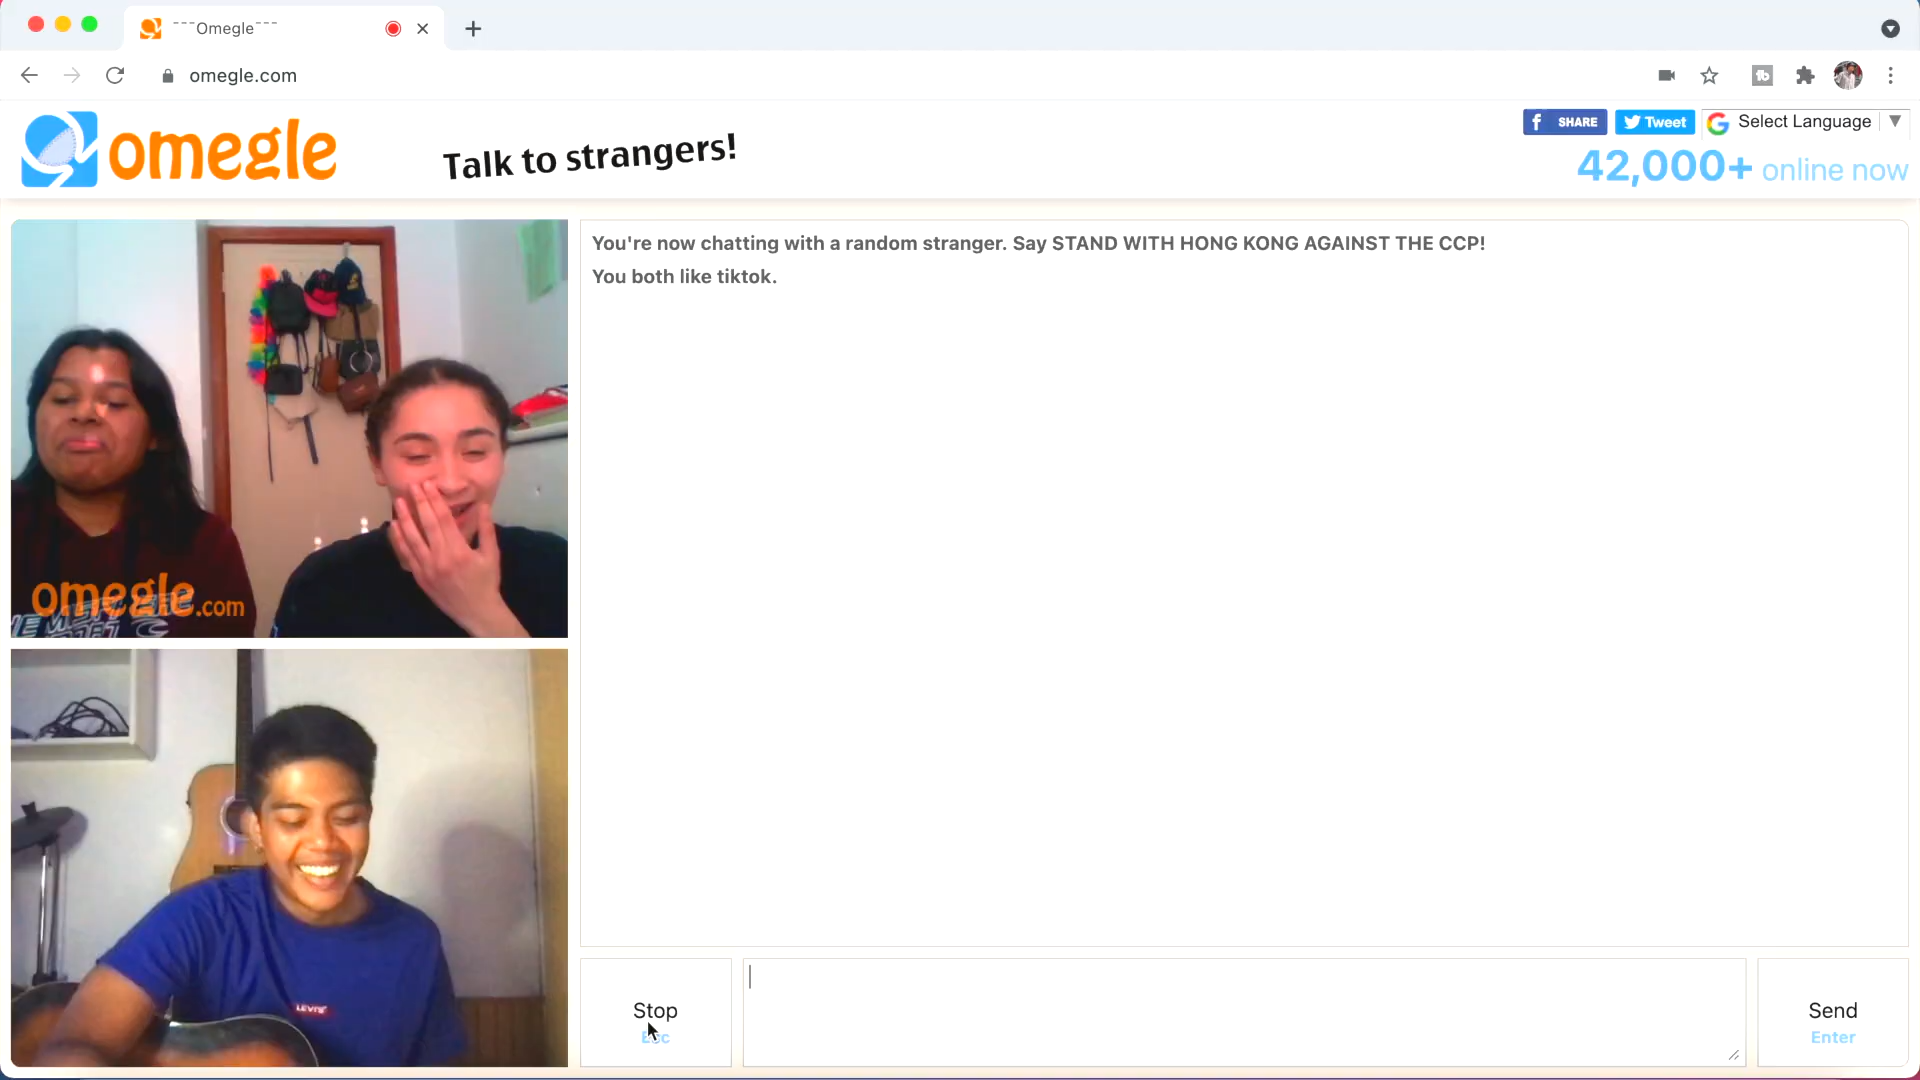 ---Omegle---
omegle.com
omegle
Talk to strangers!
SHARE
Tweet
Select Language
42,000+ online now
You're now chatting with a random stranger. Say STAND WITH HONG KONG AGAINST THE CCP!
You both like tiktok.
omegle.com
LEVI'S
Stop
Esc
Send
Enter